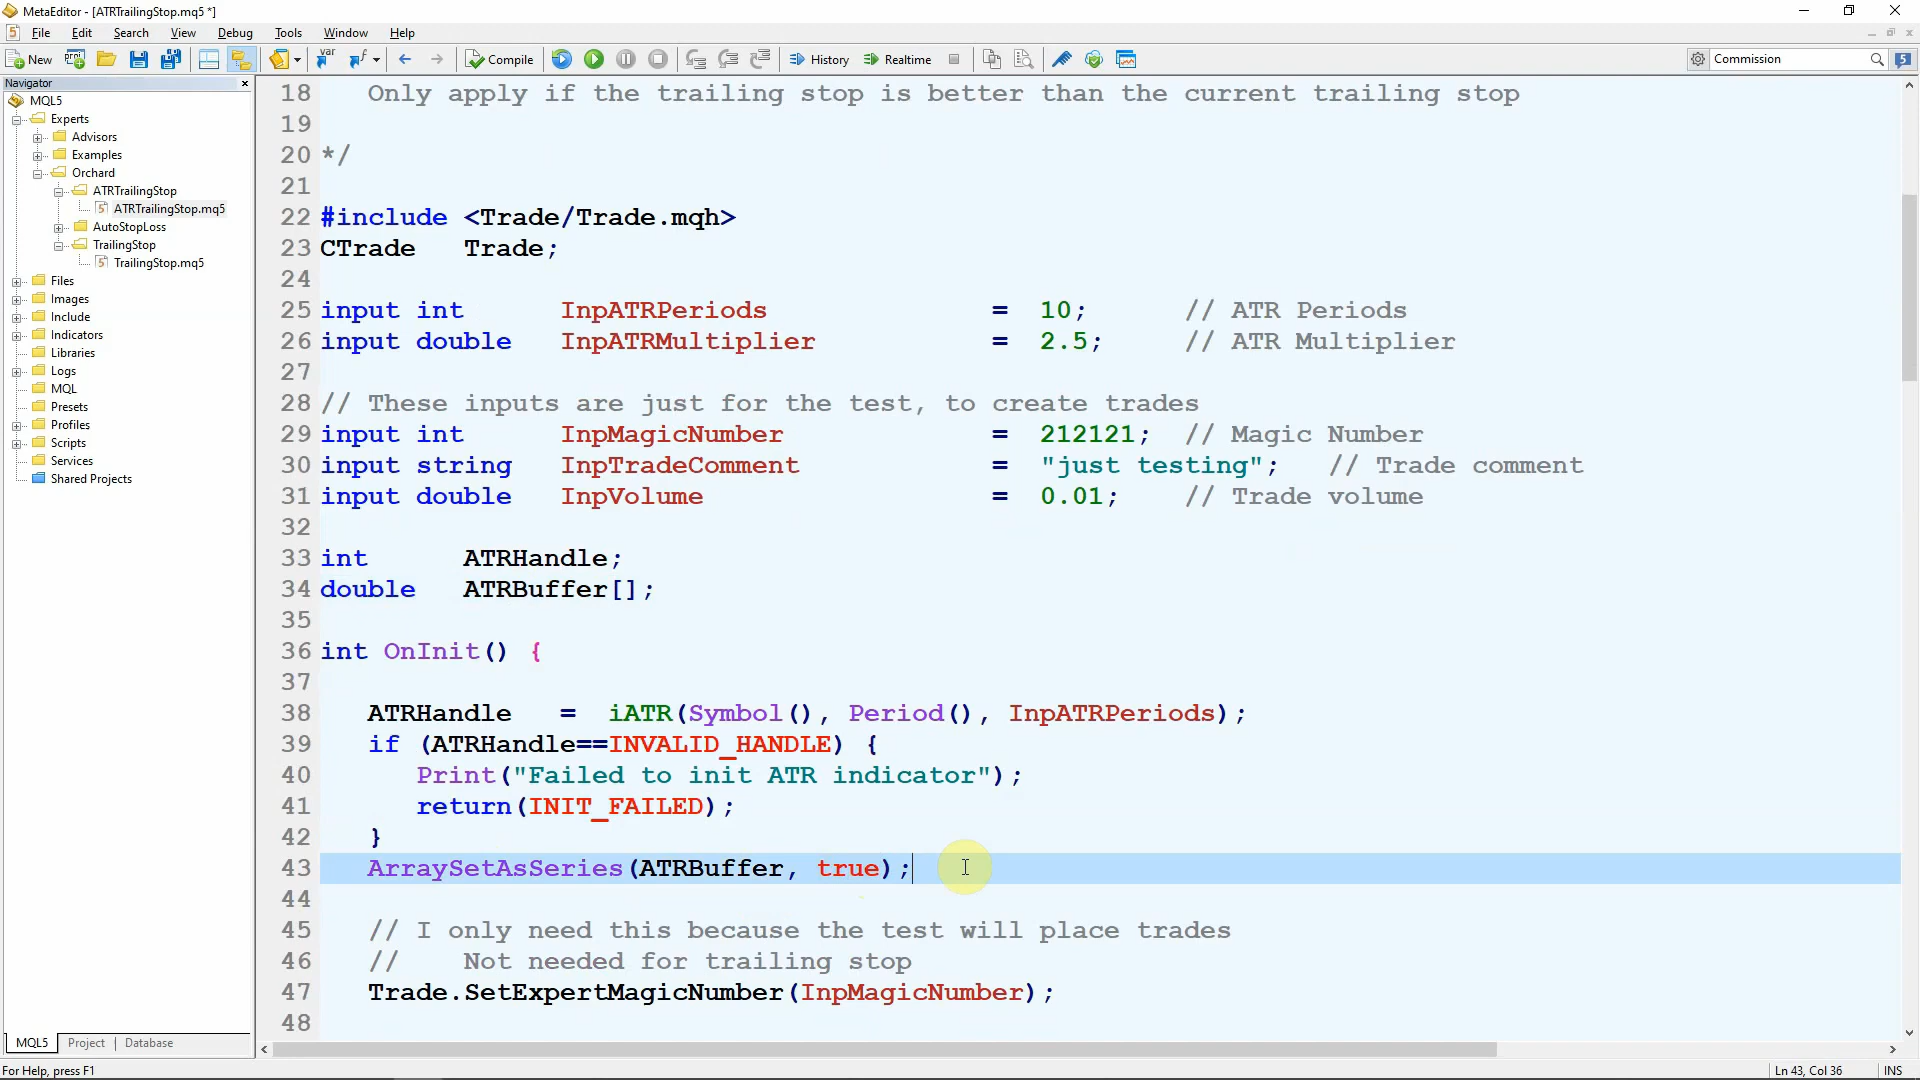 MetaEditor - [ATRTrailingStop.mq5 *]
File Edit Search View Debug Tools Window Help
New Compile History Realtime Commission 5
Navigator
MQL5
Experts
Advisors
Examples
Orchard
ATRTrailingStop
ATRTrailingStop.mq5
AutoStopLoss
TrailingStop
TrailingStop.mq5
Files
Images
Include
Indicators
Libraries
Logs
MQL
Presets
Profiles
Scripts
Services
Shared Projects
MQL5 Project Database
18 Only apply if the trailing stop is better than the current trailing stop
19
20 */
21
22 #include <Trade/Trade.mqh>
23 CTrade Trade;
24
25 input int InpATRPeriods = 10; // ATR Periods
26 input double InpATRMultiplier = 2.5; // ATR Multiplier
27
28 // These inputs are just for the test, to create trades
29 input int InpMagicNumber = 212121; // Magic Number
30 input string InpTradeComment = "just testing"; // Trade comment
31 input double InpVolume = 0.01; // Trade volume
32
33 int ATRHandle;
34 double ATRBuffer[];
35
36 int OnInit() {
37
38 ATRHandle = iATR(Symbol(), Period(), InpATRPeriods);
39 if (ATRHandle==INVALID_HANDLE) {
40 Print("Failed to init ATR indicator");
41 return(INIT_FAILED);
42 }
43 ArraySetAsSeries(ATRBuffer, true);
44
45 // I only need this because the test will place trades
46 // Not needed for trailing stop
47 Trade.SetExpertMagicNumber(InpMagicNumber);
48
For Help, press F1 Ln 43, Col 36 INS